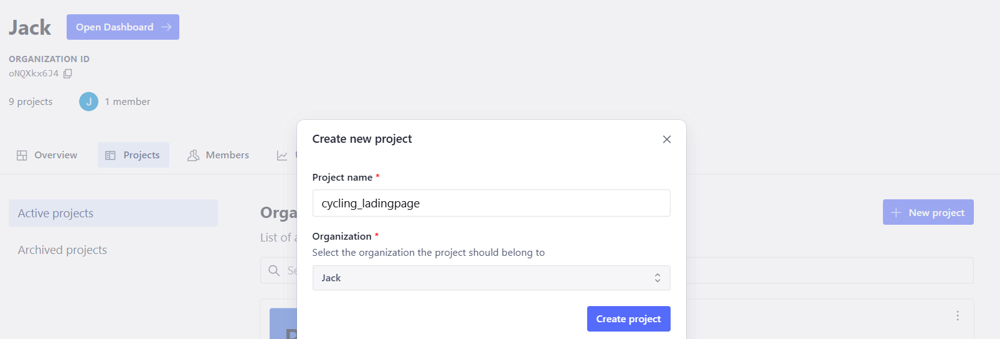 Jack
Open Dashboard
ORGANIZATION ID
oNQXkx6J4
9 projects
J
1 member
Overview
Projects
Members
Create new project
Project name *
cycling_ladingpage
Organization *
Select the organization the project should belong to
Jack
Create project
Active projects
Archived projects
Orga
List of
New project